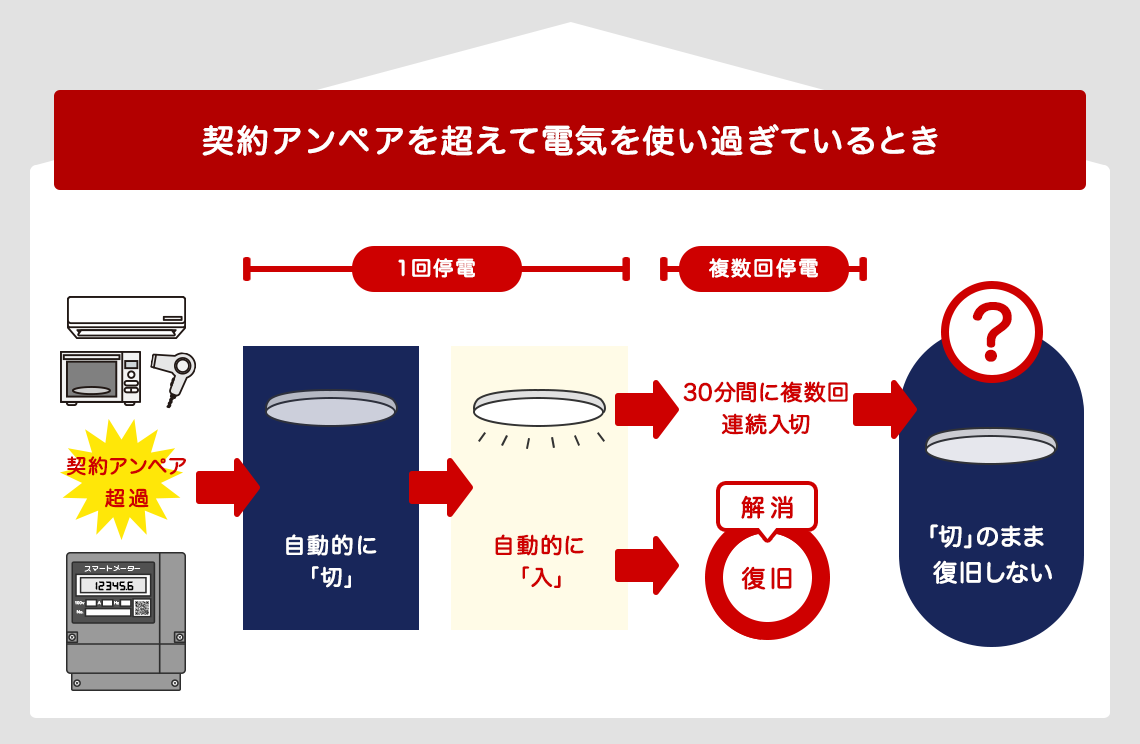 契約アンペアを超えて電気を使い過ぎているとき
1回停電
複数回停電
契約アンペア
超過
スマートメーター
12345.6
自動的に
「切」
自動的に
「入」
30分間に複数回
連続入切
解消
復旧
?
「切」のまま
復旧しない